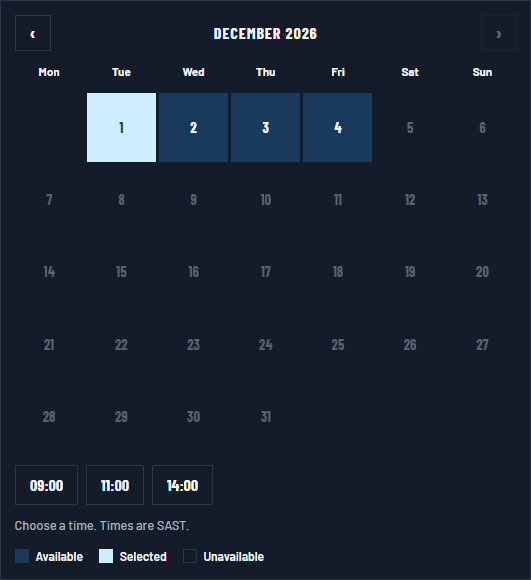 ‹ DECEMBER 2026 ›
Mon Tue Wed Thu Fri Sat Sun
1 2 3 4 5 6
7 8 9 10 11 12 13
14 15 16 17 18 19 20
21 22 23 24 25 26 27
28 29 30 31
09:00 11:00 14:00
Choose a time. Times are SAST.
Available Selected Unavailable